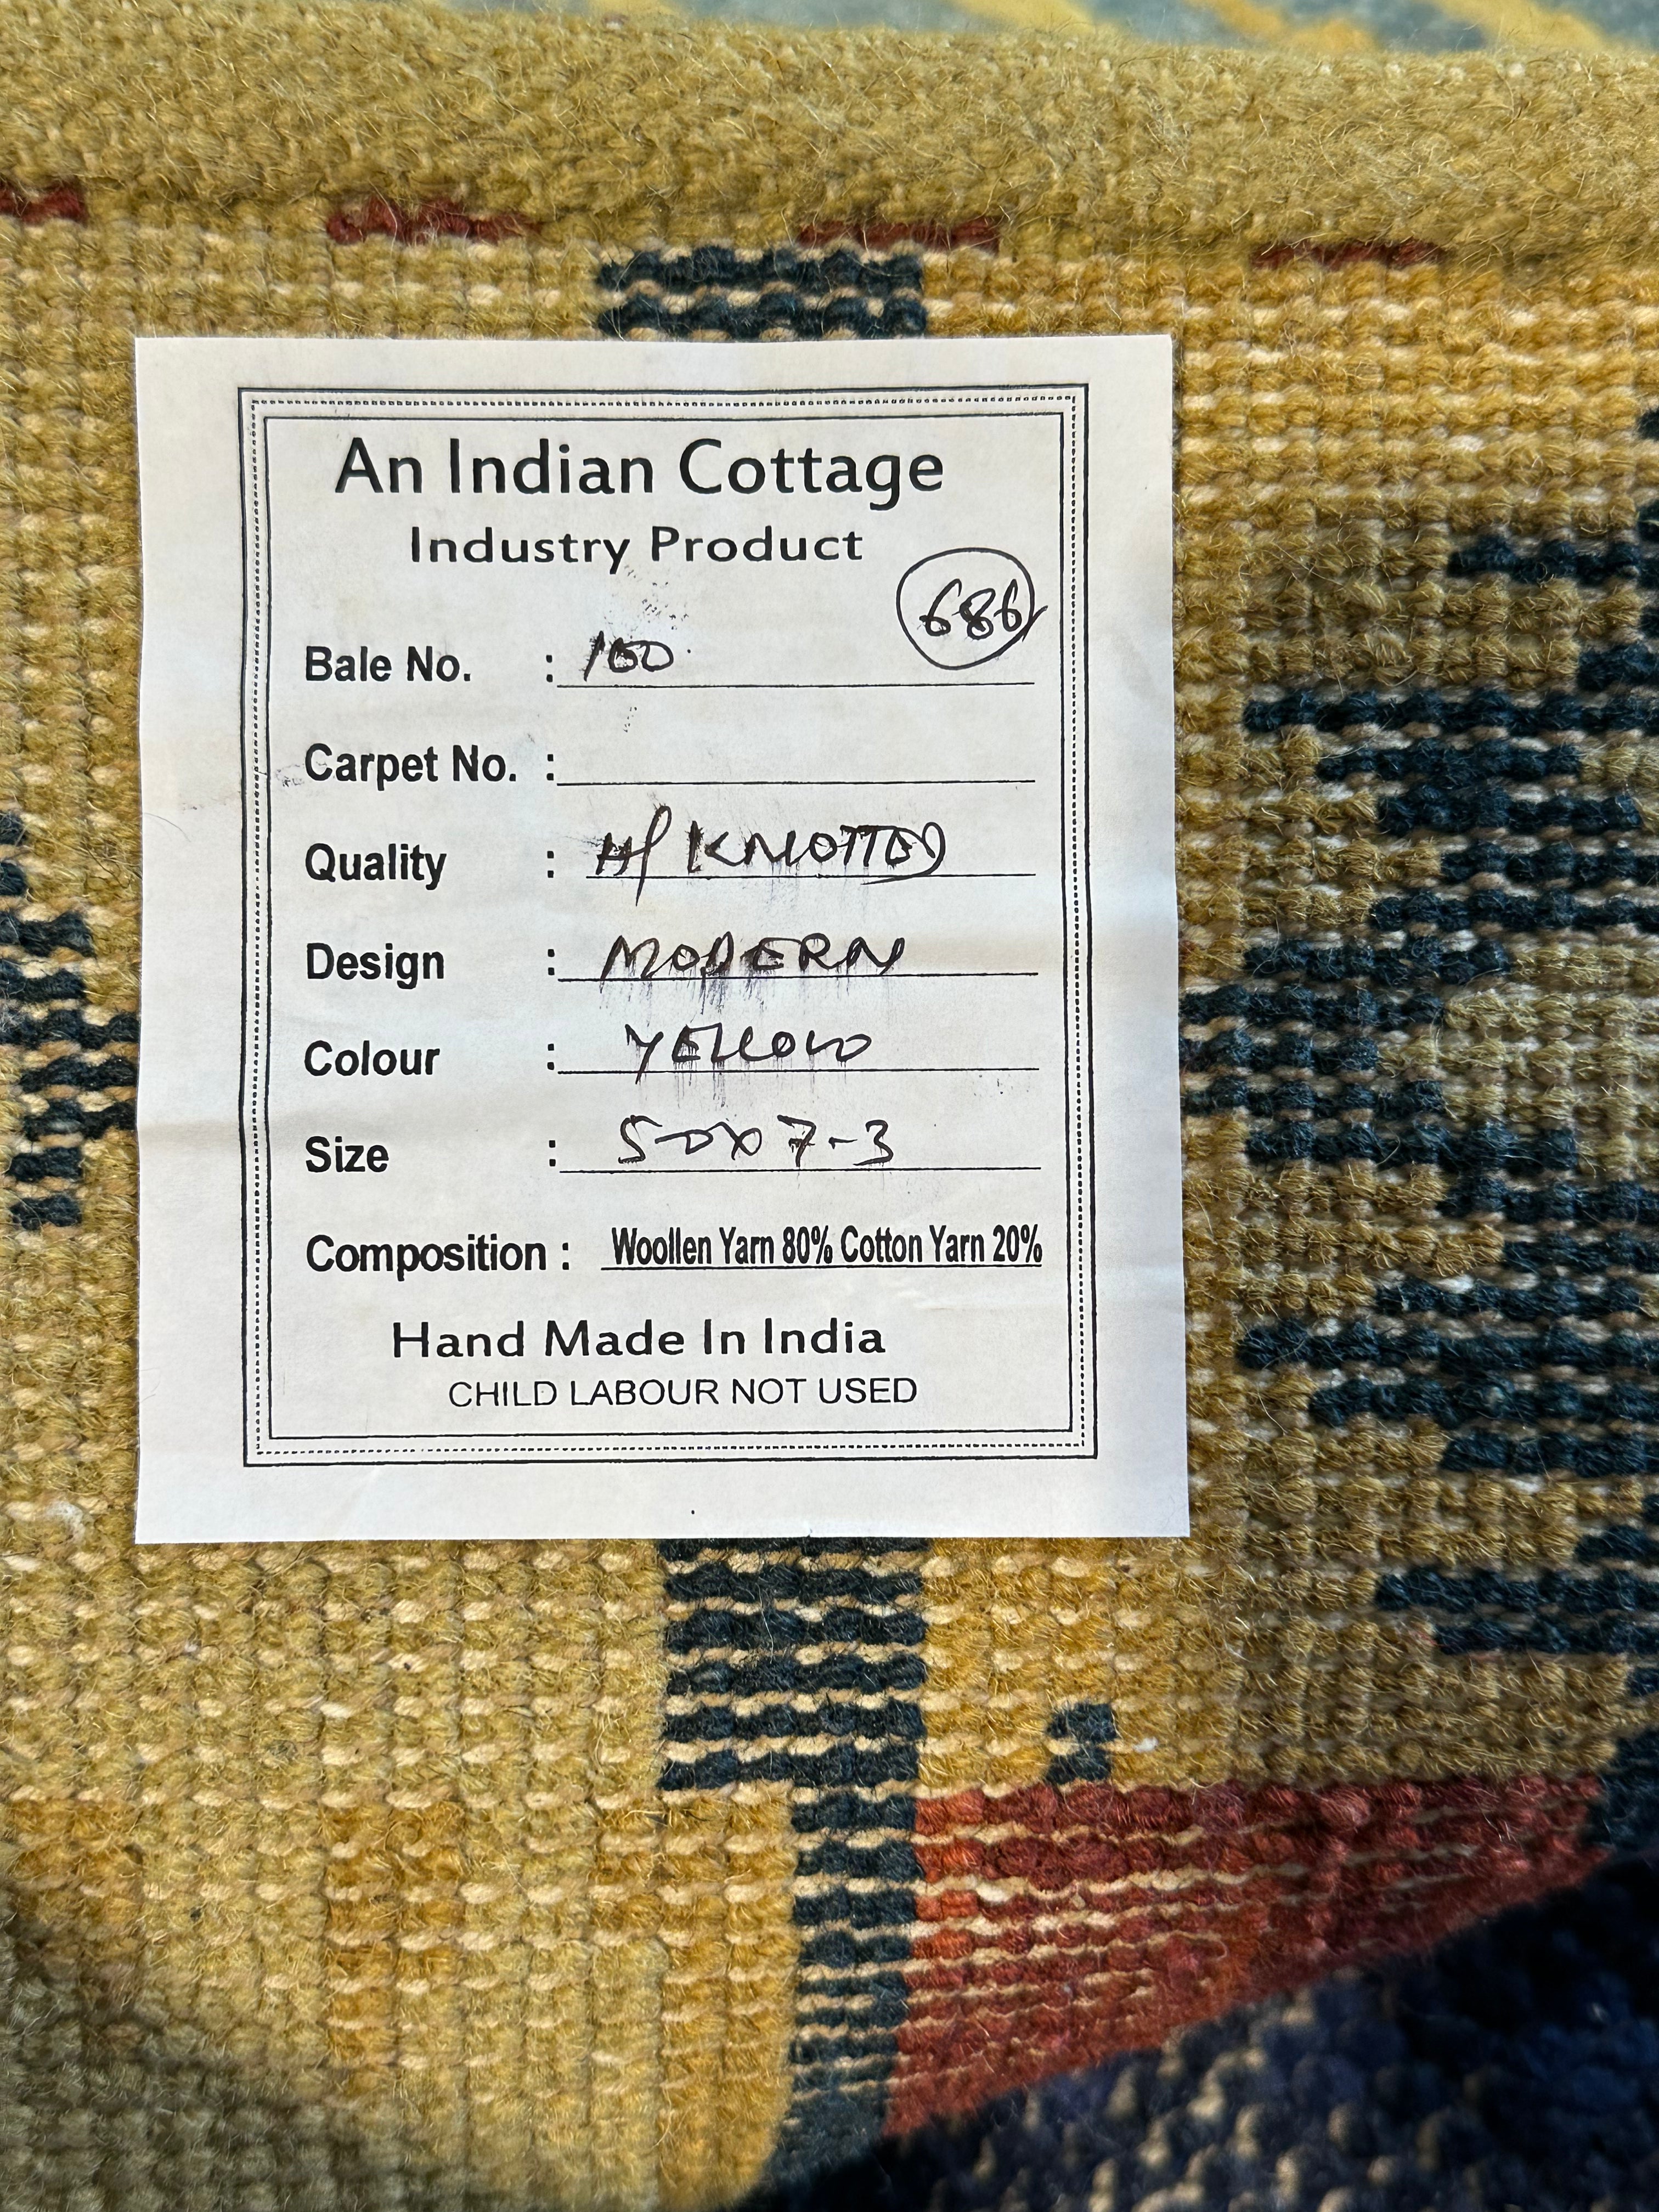 An Indian Cottage
Industry Product
686
Bale No. : 100
Carpet No. :
Quality : H/ KNOTTED
Design : MODERN
Colour : YELLOW
Size : 5-0X7-3
Composition : Woollen Yarn 80% Cotton Yarn 20%
Hand Made In India
CHILD LABOUR NOT USED